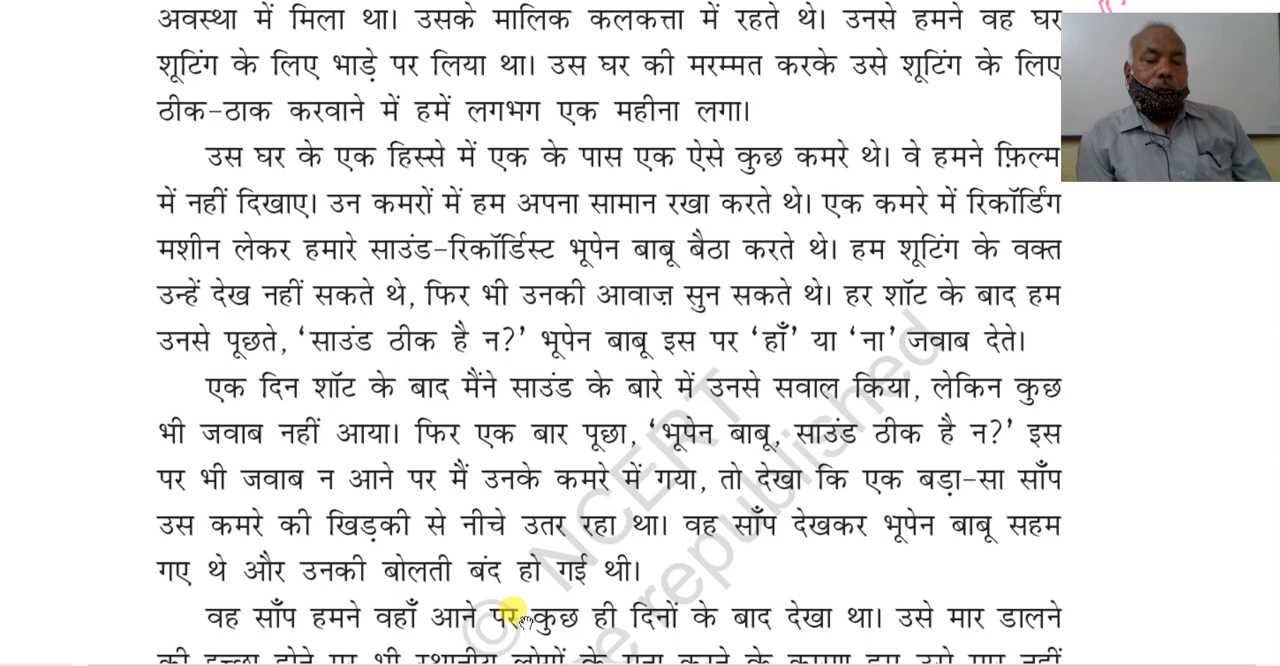 अवस्था में मिला था। उसके मालिक कलकत्ता में रहते थे। उनसे हमने वह घर
शूटिंग के लिए भाड़े पर लिया था। उस घर की मरम्मत करके उसे शूटिंग के लिए
ठीक-ठाक करवाने में हमें लगभग एक महीना लगा।
उस घर के एक हिस्से में एक के पास एक ऐसे कुछ कमरे थे। वे हमने फ़िल्म
में नहीं दिखाए। उन कमरों में हम अपना सामान रखा करते थे। एक कमरे में रिकॉर्डिंग
मशीन लेकर हमारे साउंड-रिकॉर्डिस्ट भूपेन बाबू बैठा करते थे। हम शूटिंग के वक्त
उन्हें देख नहीं सकते थे, फिर भी उनकी आवाज़ सुन सकते थे। हर शॉट के बाद हम
उनसे पूछते, ‘साउंड ठीक है न?’ भूपेन बाबू इस पर ‘हाँ’ या ‘ना’ जवाब देते।
एक दिन शॉट के बाद मैंने साउंड के बारे में उनसे सवाल किया, लेकिन कुछ
भी जवाब नहीं आया। फिर एक बार पूछा, ‘भूपेन बाबू, साउंड ठीक है न?’ इस
पर भी जवाब न आने पर मैं उनके कमरे में गया, तो देखा कि एक बड़ा-सा साँप
उस कमरे की खिड़की से नीचे उतर रहा था। वह साँप देखकर भूपेन बाबू सहम
गए थे और उनकी बोलती बंद हो गई थी।
वह साँप हमने वहाँ आने पर कुछ ही दिनों के बाद देखा था। उसे मार डालने
© NCERT
be republished